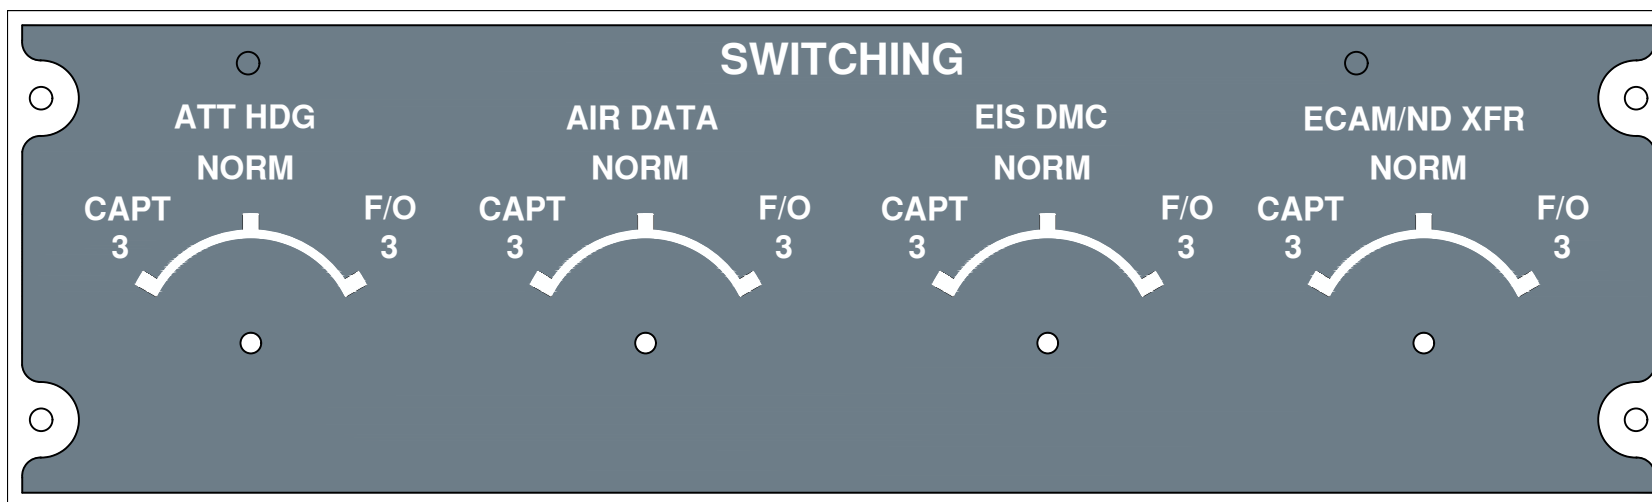 SWITCHING
ATT HDG AIR DATA EIS DMC ECAM/ND XFR
NORM NORM NORM NORM
CAPT F/O CAPT F/O CAPT F/O CAPT F/O
3 3 3 3 3 3 3 3